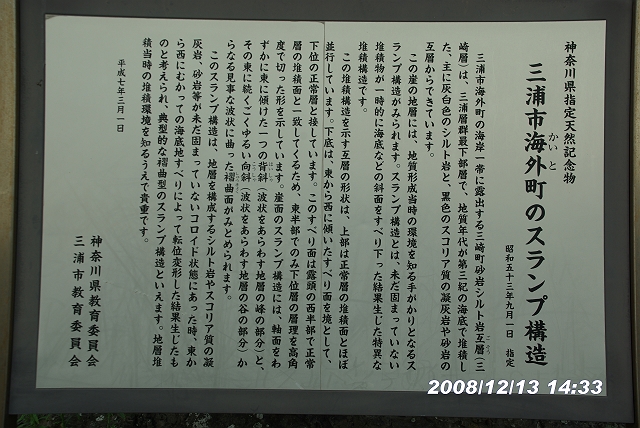 神奈川県指定天然記念物
三浦市海外町のスランプ構造
かいと
昭和五十三年九月一日 指定
三浦市海外町の海岸一帯に露出する三崎町砂岩シルト岩互層（三
崎層）は、三浦層群最下部層で、地質年代が第三紀の海底で堆積し
た、主に灰白色のシルト岩と、黒色のスコリア質の凝灰岩や砂岩の
互層からできています。
この崖の地層には、地質形成当時の環境を知る手がかりとなるス
ランプ構造がみられます。スランプ構造とは、未だ固まっていない
堆積物が一時的に海底などの斜面をすべり下った結果生じた特異な
堆積構造です。
この堆積構造を示す互層の形状は、上部は正常層の堆積面とほぼ
並行しています。下底は、東から西に傾いたすべり面を境として、
下位の正常層と接しています。このすべり面は露頭の西半部で正常
層の堆積面と一致してくるため、東半部でのみ下位層の層理を高角
度で切った形を示しています。崖面のスランプ構造には、軸面をわ
ずかに東に傾けた一つの背斜（波状をあらわす地層の峰の部分）と、
その東に続くごくゆるい向斜（波状をあらわす地層の谷の部分）か
らなる見事な波状に曲った褶曲面がみとめられます。
このスランプ構造は、地層を構成するシルト岩やスコリア質の凝
灰岩、砂岩等が未だ固まっていないコロイド状態にあった時、東か
ら西にむかっての海底地すべりによって転位変形した結果生じたも
のと考えられ、典型的な褶曲型のスランプ構造といえます。地層堆
積当時の堆積環境を知るうえで貴重です。
平成七年三月一日
神奈川県教育委員会
三浦市教育委員会
2008/12/13 14:33